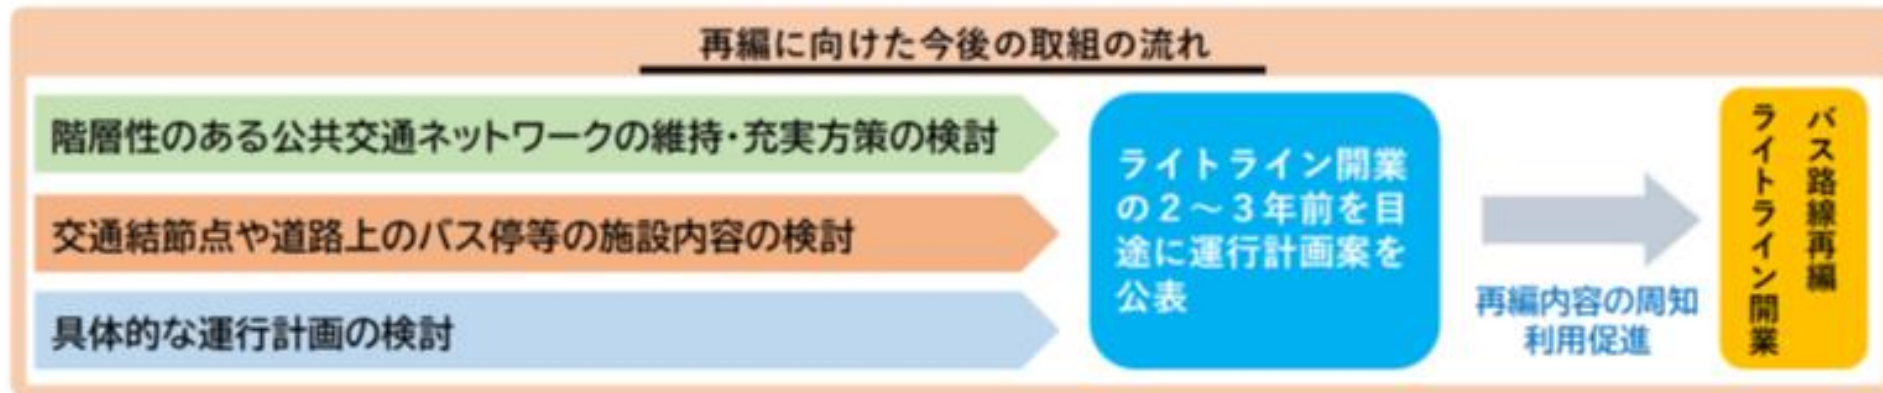 再編に向けた今後の取組の流れ
階層性のある公共交通ネットワークの維持・充実方策の検討
交通結節点や道路上のバス停等の施設内容の検討
具体的な運行計画の検討
ライトライン開業
の２～３年前を目
途に運行計画案を
公表
再編内容の周知
利用促進
バス路線再編
ライトライン開業